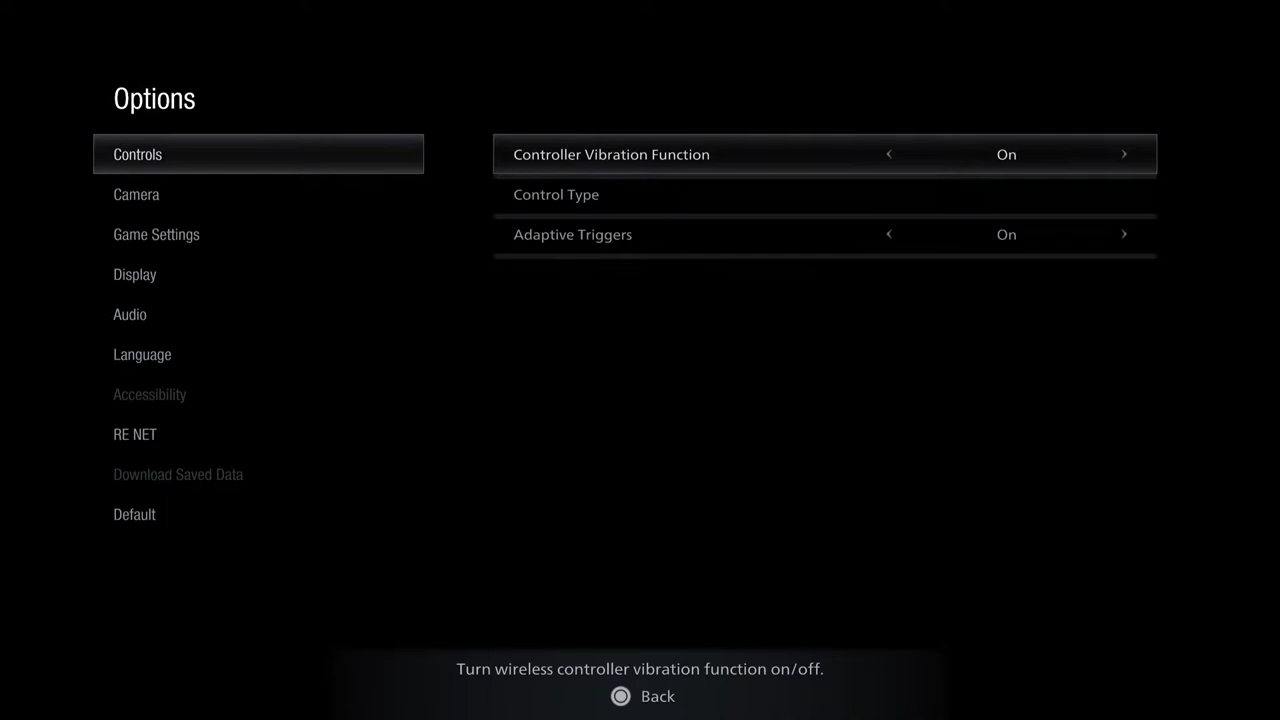 Options
Controls
Camera
Game Settings
Display
Audio
Language
Accessibility
RE NET
Download Saved Data
Default
Controller Vibration Function On
Control Type
Adaptive Triggers On
Turn wireless controller vibration function on/off.
Back